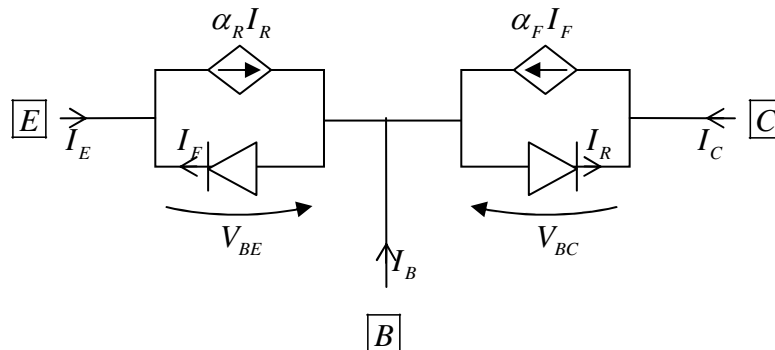 α_R I_R
α_F I_F
E
I_E
I_F
I_R
I_C
C
V_BE
V_BC
I_B
B